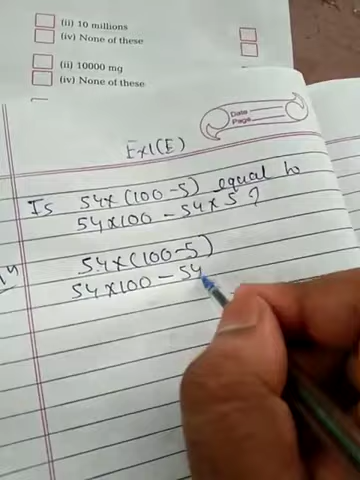 (ii) 10 millions
(iv) None of these
(ii) 10000 mg
(iv) None of these
Date
Page
Ex1(E)
Is 54×(100-5) equal to
54×100 - 54×5 ?
54×(100-5)
54×100 - 54